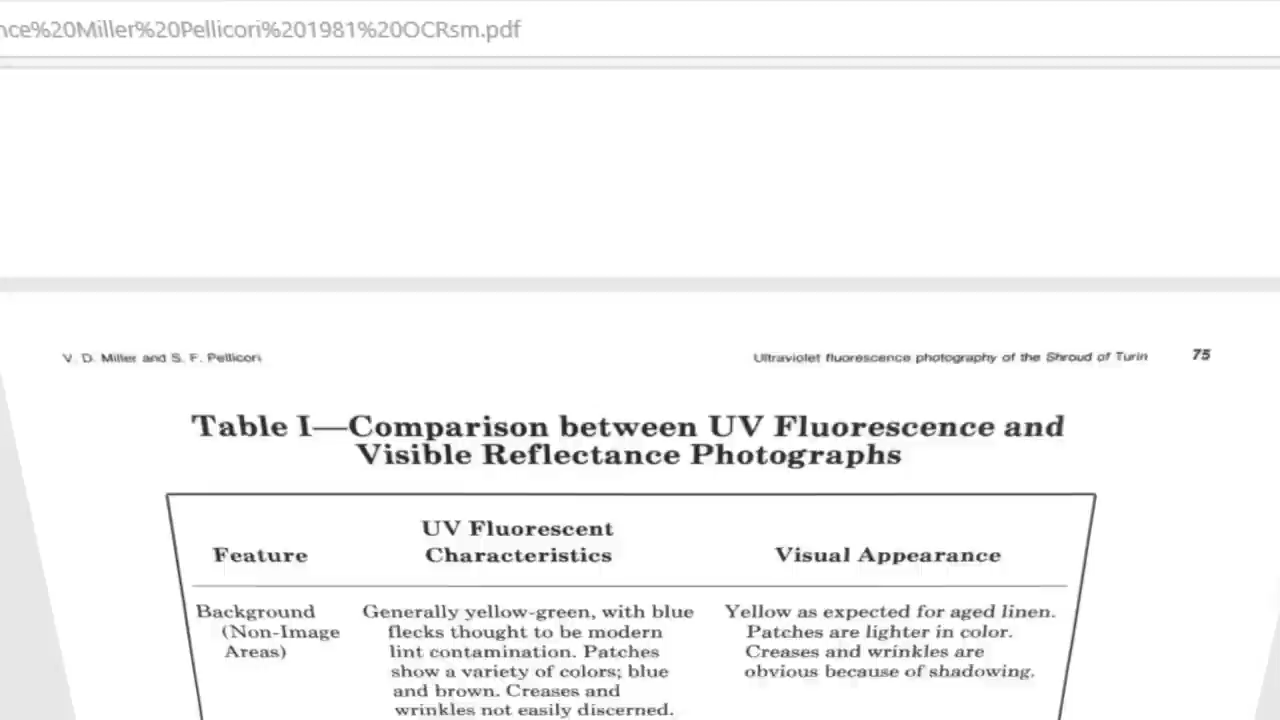 nce%20Miller%20Pellicori%201981%20OCRsm.pdf
V. D. Miller and S. F. Pellicori
Ultraviolet fluorescence photography of the Shroud of Turin 75
Table I—Comparison between UV Fluorescence and
Visible Reflectance Photographs
Feature
UV Fluorescent
Characteristics
Visual Appearance
Background
(Non-Image
Areas)
Generally yellow-green, with blue
flecks thought to be modern
lint contamination. Patches
show a variety of colors; blue
and brown. Creases and
wrinkles not easily discerned.
Yellow as expected for aged linen.
Patches are lighter in color.
Creases and wrinkles are
obvious because of shadowing.